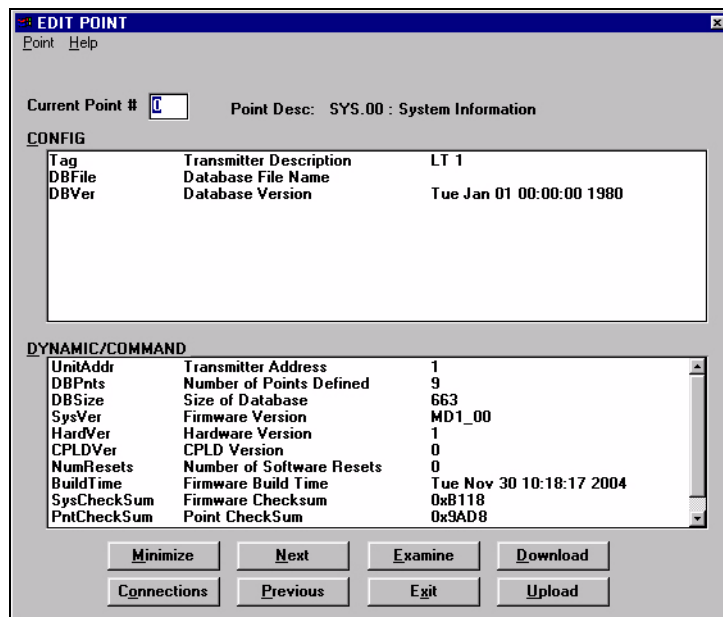 EDIT POINT
Point Help
Current Point # 0 Point Desc: SYS.00 : System Information
CONFIG
Tag Transmitter Description LT 1
DBFile Database File Name
DBVer Database Version Tue Jan 01 00:00:00 1980
DYNAMIC/COMMAND
UnitAddr Transmitter Address 1
DBPnts Number of Points Defined 9
DBSize Size of Database 663
SysVer Firmware Version MD1_00
HardVer Hardware Version 1
CPLDVer CPLD Version 0
NumResets Number of Software Resets 0
BuildTime Firmware Build Time Tue Nov 30 10:18:17 2004
SysCheckSum Firmware Checksum 0xB118
PntCheckSum Point CheckSum 0x9AD8
Minimize Next Examine Download
Connections Previous Exit Upload